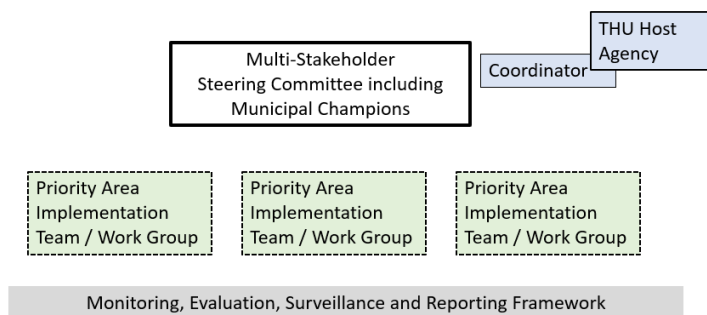 THU Host
Agency
Multi-Stakeholder
Steering Committee including
Municipal Champions
Coordinator
Priority Area
Implementation
Team / Work Group
Priority Area
Implementation
Team / Work Group
Priority Area
Implementation
Team / Work Group
Monitoring, Evaluation, Surveillance and Reporting Framework